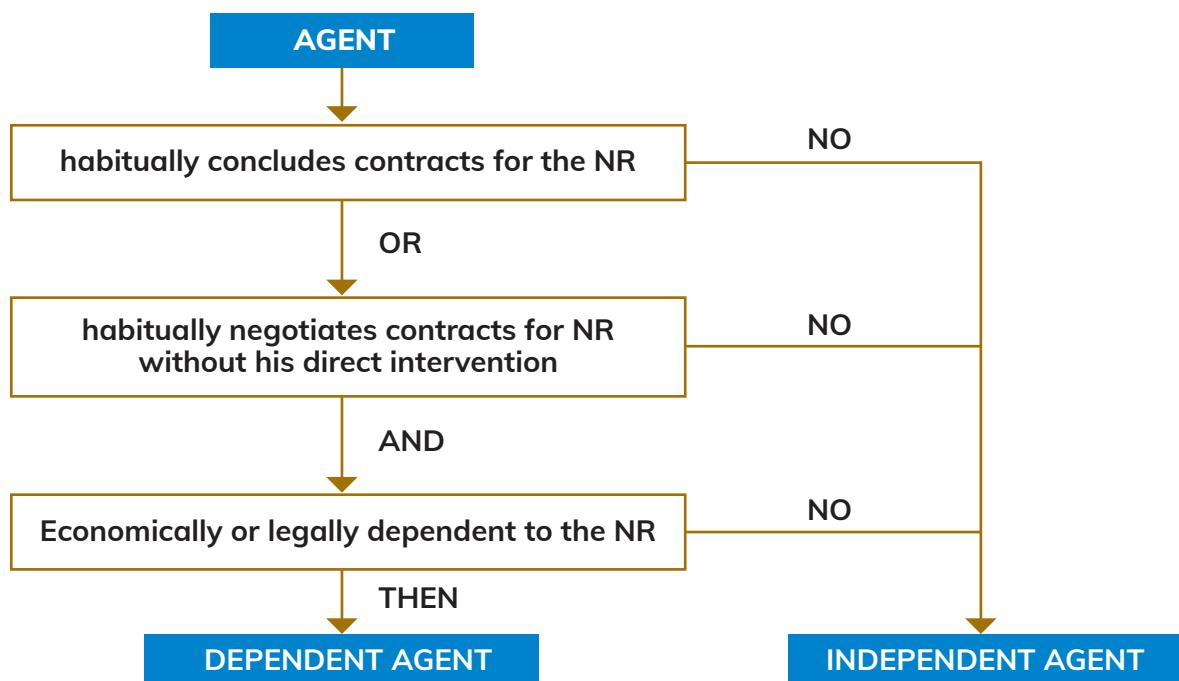 AGENT
habitually concludes contracts for the NR
NO
OR
habitually negotiates contracts for NR
without his direct intervention
NO
AND
Economically or legally dependent to the NR
NO
THEN
DEPENDENT AGENT
INDEPENDENT AGENT